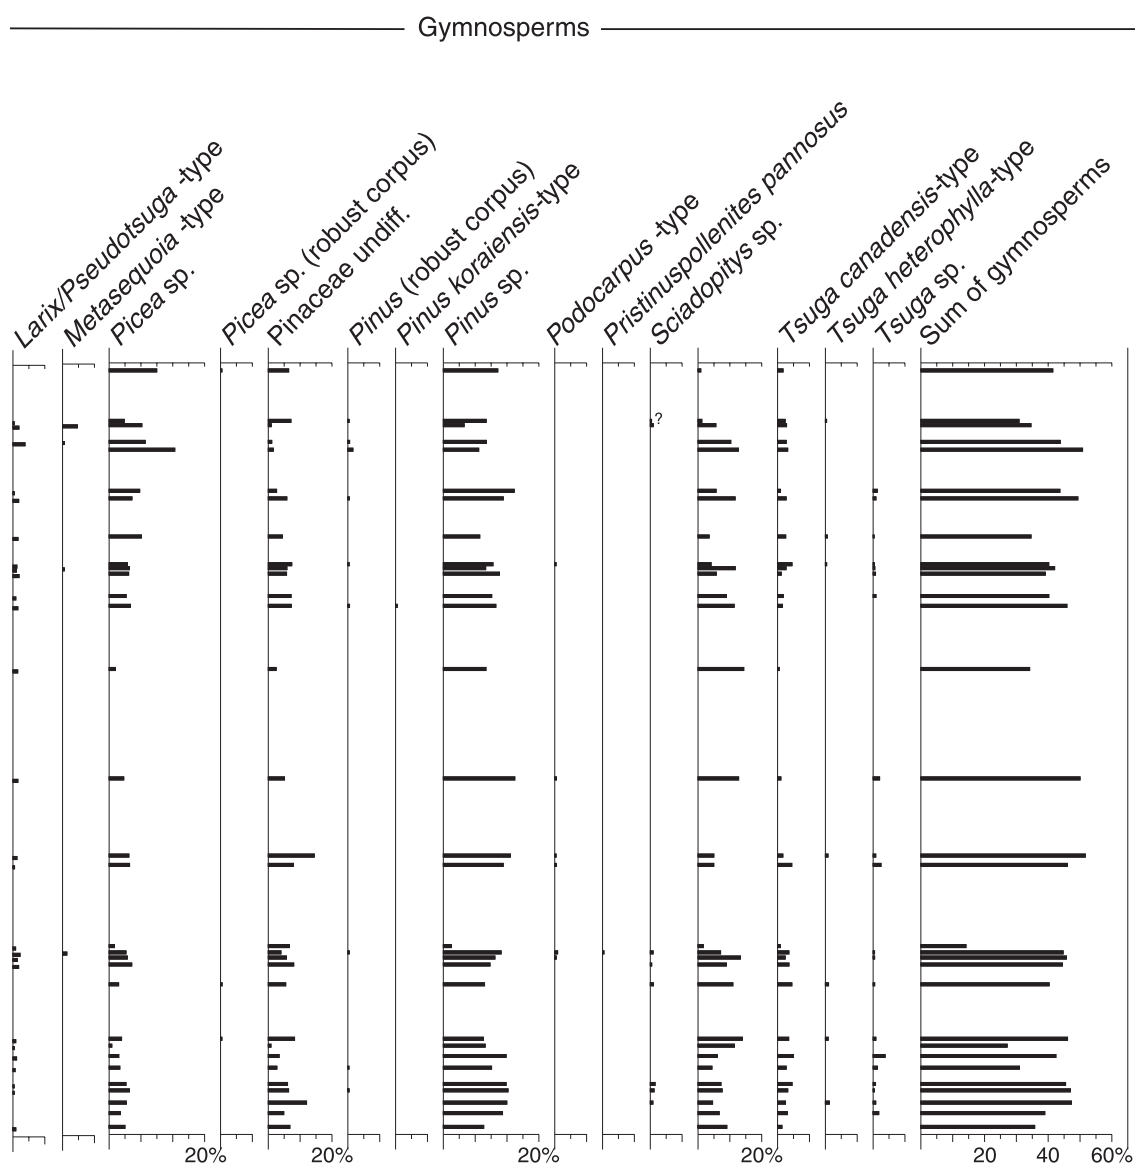 Gymnosperms
Larix/Pseudotsuga -type
Metasequoia -type
Picea sp.
Picea sp. (robust corpus)
Pinaceae undiff.
Pinus (robust corpus)
Pinus koraiensis-type
Pinus sp.
Podocarpus -type
Pristinuspollenites pannosus
Sciadopitys sp.
Tsuga canadensis-type
Tsuga heterophylla-type
Tsuga sp.
Sum of gymnosperms
?
20% 20% 20% 20% 20 40 60%